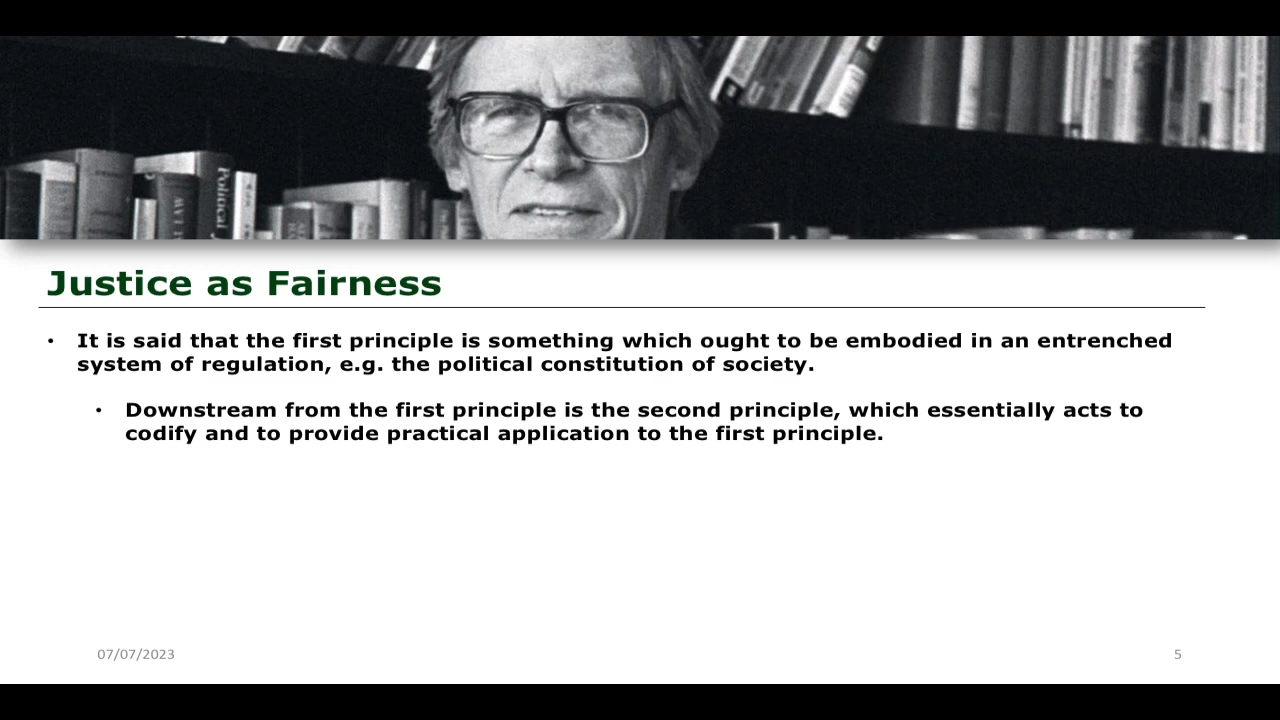 Political
LAW
Justice as Fairness
• It is said that the first principle is something which ought to be embodied in an entrenched
system of regulation, e.g. the political constitution of society.
• Downstream from the first principle is the second principle, which essentially acts to
codify and to provide practical application to the first principle.
07/07/2023
5